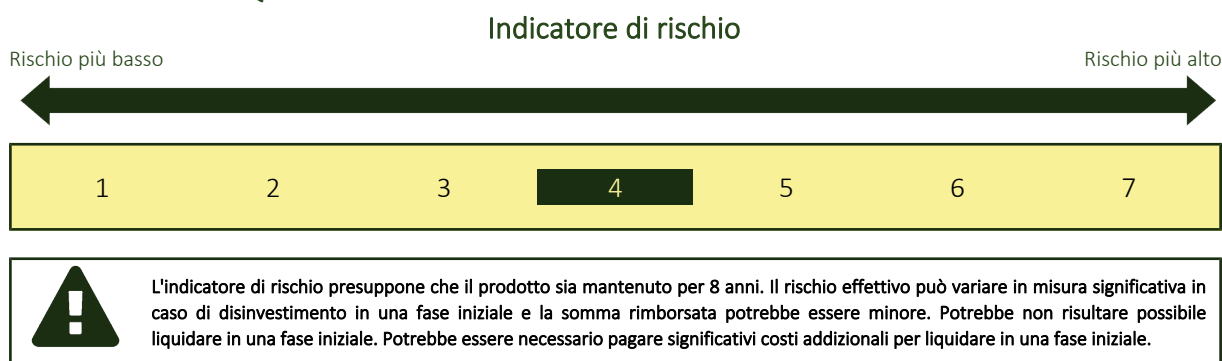 Indicatore di rischio
Rischio più basso
Rischio più alto
1 2 3 4 5 6 7
L'indicatore di rischio presuppone che il prodotto sia mantenuto per 8 anni. Il rischio effettivo può variare in misura significativa in
caso di disinvestimento in una fase iniziale e la somma rimborsata potrebbe essere minore. Potrebbe non risultare possibile
liquidare in una fase iniziale. Potrebbe essere necessario pagare significativi costi addizionali per liquidare in una fase iniziale.